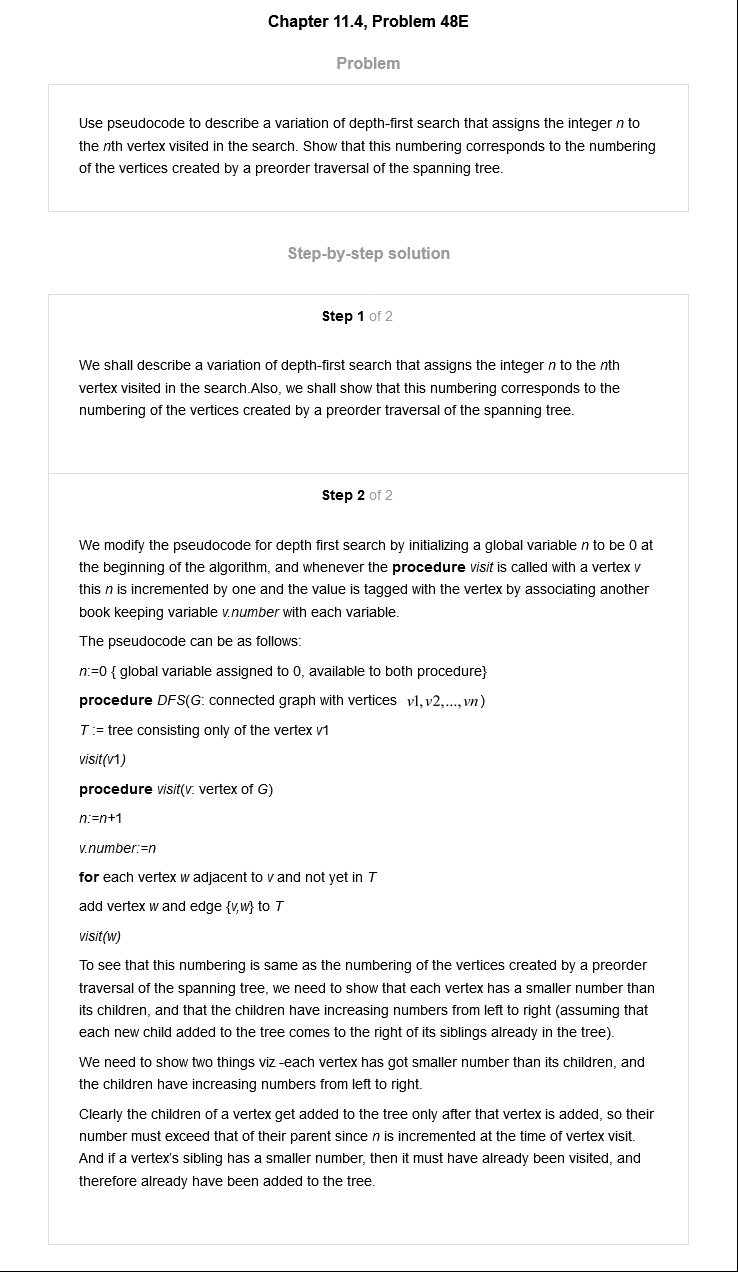 Chapter 11.4, Problem 48E
Problem
Use pseudocode to describe a variation of depth-first search that assigns the integer n to
the nth vertex visited in the search. Show that this numbering corresponds to the numbering
of the vertices created by a preorder traversal of the spanning tree.
Step-by-step solution
Step 1 of 2
We shall describe a variation of depth-first search that assigns the integer n to the nth
vertex visited in the search.Also, we shall show that this numbering corresponds to the
numbering of the vertices created by a preorder traversal of the spanning tree.
Step 2 of 2
We modify the pseudocode for depth first search by initializing a global variable n to be 0 at
the beginning of the algorithm, and whenever the procedure visit is called with a vertex v
this n is incremented by one and the value is tagged with the vertex by associating another
book keeping variable v.number with each variable.
The pseudocode can be as follows:
n:=0 { global variable assigned to 0, available to both procedure}
procedure DFS(G: connected graph with vertices v1,v2,...,vn)
T := tree consisting only of the vertex v1
visit(v1)
procedure visit(v: vertex of G)
n:=n+1
v.number:=n
for each vertex w adjacent to v and not yet in T
add vertex w and edge {v,w} to T
visit(w)
To see that this numbering is same as the numbering of the vertices created by a preorder
traversal of the spanning tree, we need to show that each vertex has a smaller number than
its children, and that the children have increasing numbers from left to right (assuming that
each new child added to the tree comes to the right of its siblings already in the tree).
We need to show two things viz -each vertex has got smaller number than its children, and
the children have increasing numbers from left to right.
Clearly the children of a vertex get added to the tree only after that vertex is added, so their
number must exceed that of their parent since n is incremented at the time of vertex visit.
And if a vertex's sibling has a smaller number, then it must have already been visited, and
therefore already have been added to the tree.